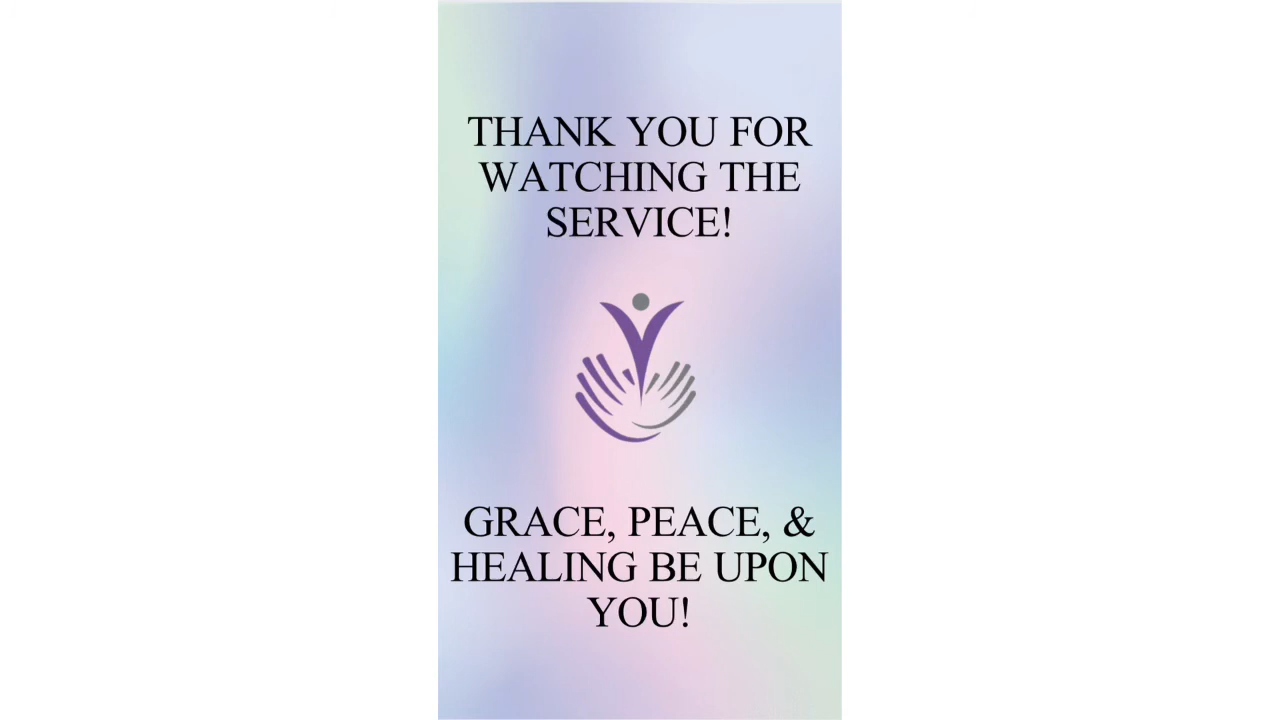 THANK YOU FOR
WATCHING THE
SERVICE!
GRACE, PEACE, &
HEALING BE UPON
YOU!